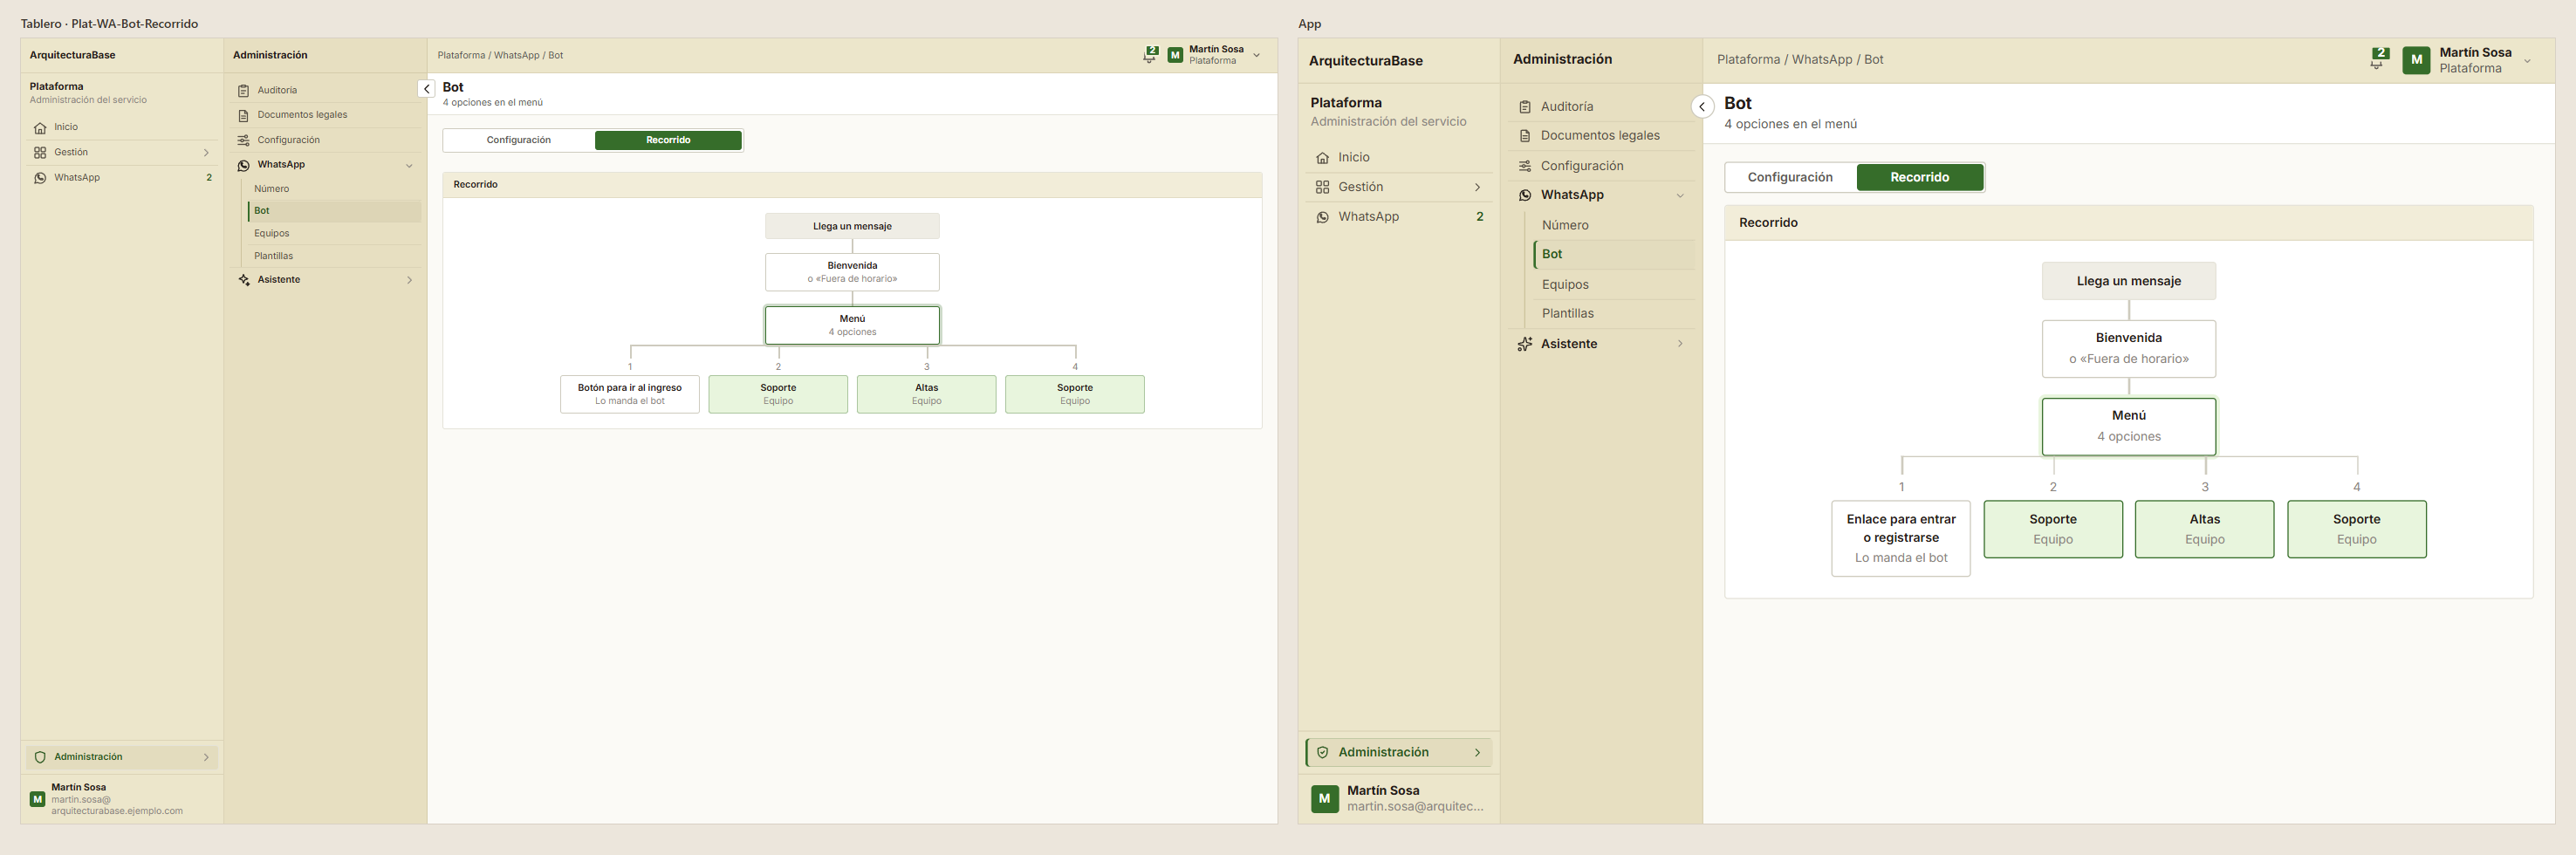 Tablero · Plat-WA-Bot-Recorrido
ArquitecturaBase
Plataforma
Administración del servicio
Inicio
Gestión
WhatsApp 2
Administración
M
Martín Sosa
martin.sosa@
arquitecturabase.ejemplo.com
Administración
Auditoría
Documentos legales
Configuración
WhatsApp
Número
Bot
Equipos
Plantillas
Asistente
Plataforma / WhatsApp / Bot
2
M
Martín Sosa
Plataforma
Bot
4 opciones en el menú
Configuración Recorrido
Recorrido
Llega un mensaje
Bienvenida
o «Fuera de horario»
Menú
4 opciones
1 2 3 4
Botón para ir al ingreso
Lo manda el bot
Soporte
Equipo
Altas
Equipo
Soporte
Equipo
App
ArquitecturaBase
Plataforma
Administración del servicio
Inicio
Gestión
WhatsApp 2
Administración
M
Martín Sosa
martin.sosa@arquitec...
Administración
Auditoría
Documentos legales
Configuración
WhatsApp
Número
Bot
Equipos
Plantillas
Asistente
Plataforma / WhatsApp / Bot
2
M
Martín Sosa
Plataforma
Bot
4 opciones en el menú
Configuración Recorrido
Recorrido
Llega un mensaje
Bienvenida
o «Fuera de horario»
Menú
4 opciones
1 2 3 4
Enlace para entrar
o registrarse
Lo manda el bot
Soporte
Equipo
Altas
Equipo
Soporte
Equipo